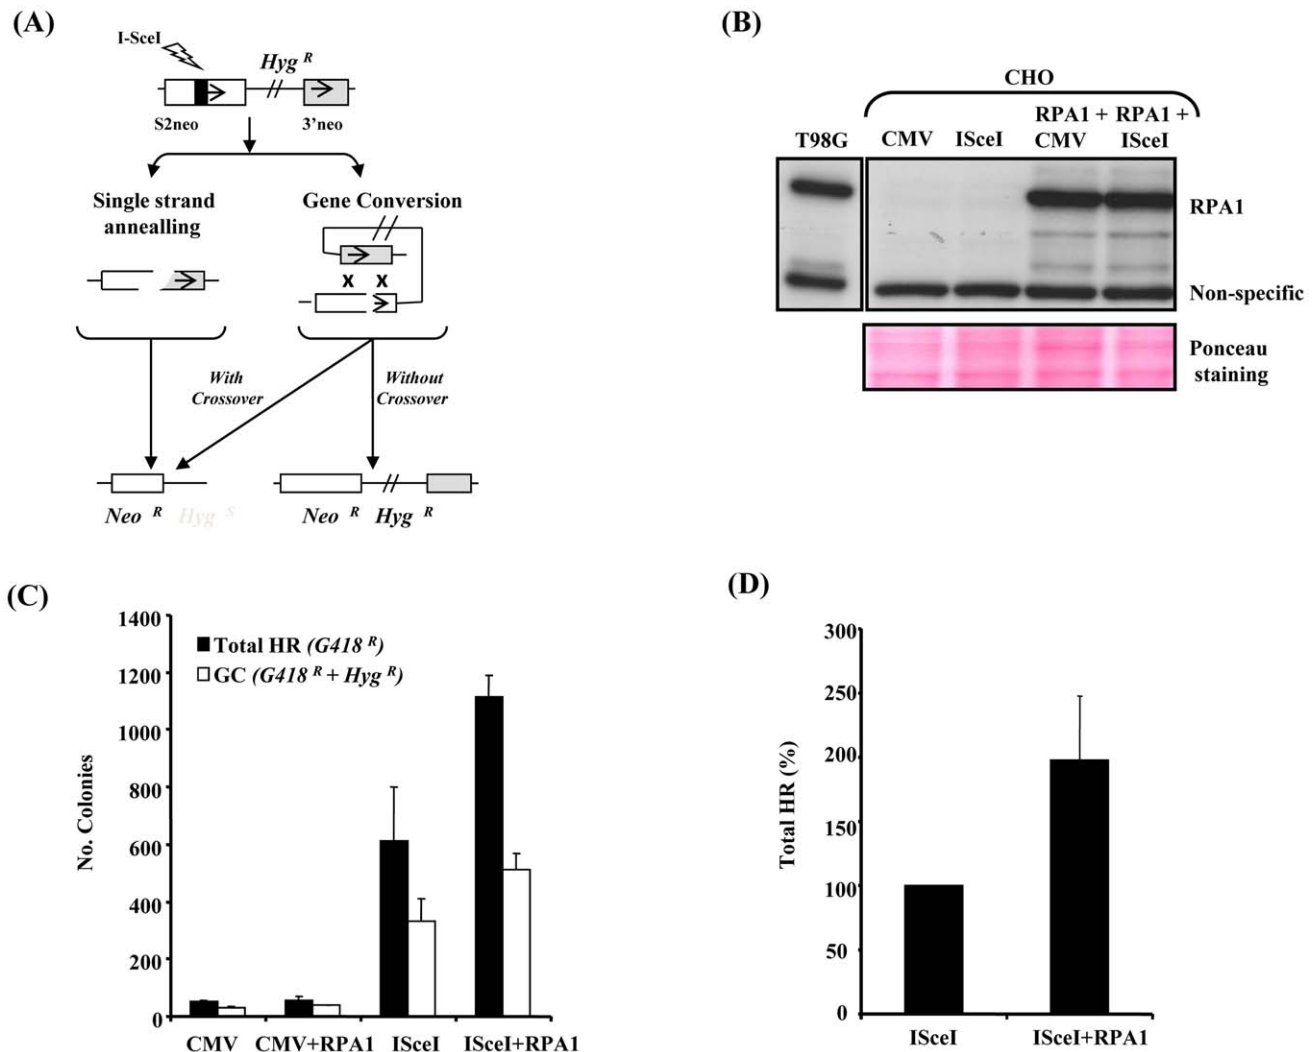 (A)
I-SceI
Hyg R
S2neo
3'neo
Single strand
annealling
Gene Conversion
X X
With
Crossover
Without
Crossover
Neo R Hyg S
Neo R Hyg R
(B)
CHO
T98G
CMV
ISceI
RPA1 +
CMV
RPA1 +
ISceI
RPA1
Non-specific
Ponceau
staining
(C)
No. Colonies
1400
1200
1000
800
600
400
200
0
Total HR (G418 R)
GC (G418 R + Hyg R)
CMV
CMV+RPA1
ISceI
ISceI+RPA1
(D)
Total HR (%)
300
250
200
150
100
50
0
ISceI
ISceI+RPA1